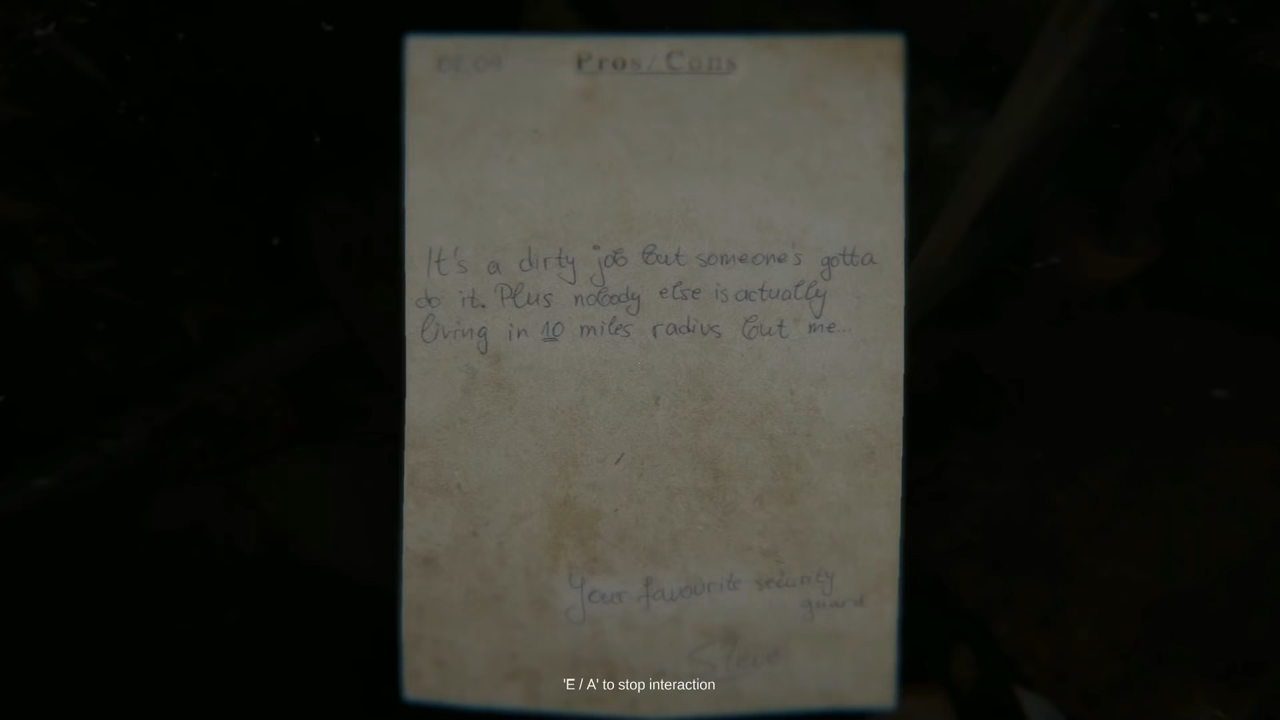 Pros/Cons
It's a dirty job but someone's gotta
do it. Plus nobody else is actually
living in 10 miles radius but me...
Your favourite security
guard
Steve
'E / A' to stop interaction